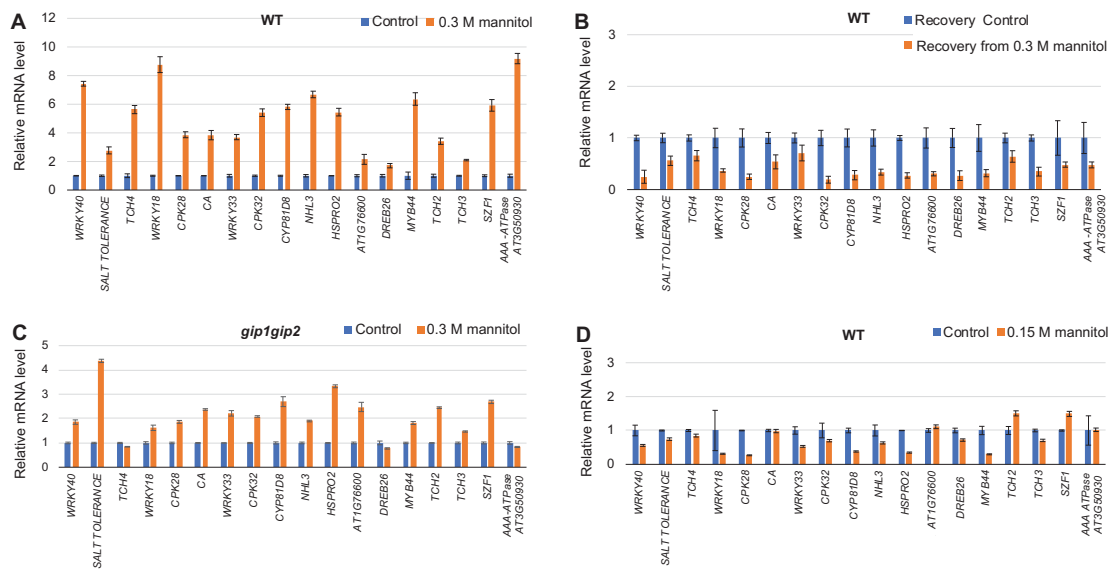 A
WT
Control
0.3 M mannitol
Relative mRNA level
14
12
10
8
6
4
2
0
WRKY40
SALT TOLERANCE
TCH4
WRKY18
CPK28
CA
WRKY33
CPK32
CYP81D8
NHL3
HSPRO2
AT1G76600
DREB26
MYB44
TCH2
TCH3
SZF1
AAA -ATPase
AT3G50930
B
WT
Recovery Control
Recovery from 0.3 M mannitol
Relative mRNA level
3
2
1
0
WRKY40
SALT TOLERANCE
TCH4
WRKY18
CPK28
CA
WRKY33
CPK32
CYP81D8
NHL3
HSPRO2
AT1G76600
DREB26
MYB44
TCH2
TCH3
SZF1
AAA -ATPase
AT3G50930
C
gip1gip2
Control
0.3 M mannitol
Relative mRNA level
5
4
3
2
1
0
WRKY40
SALT TOLERANCE
TCH4
WRKY18
CPK28
CA
WRKY33
CPK32
CYP81D8
NHL3
HSPRO2
AT1G76600
DREB26
MYB44
TCH2
TCH3
SZF1
AAA-ATPase
AT3G50930
D
WT
Control
0.15 M mannitol
Relative mRNA level
3
2
1
0
WRKY40
SALT TOLERANCE
TCH4
WRKY18
CPK28
CA
WRKY33
CPK32
CYP81D8
NHL3
HSPRO2
AT1G76600
DREB26
MYB44
TCH2
TCH3
SZF1
AAA ATPase
AT3G50930